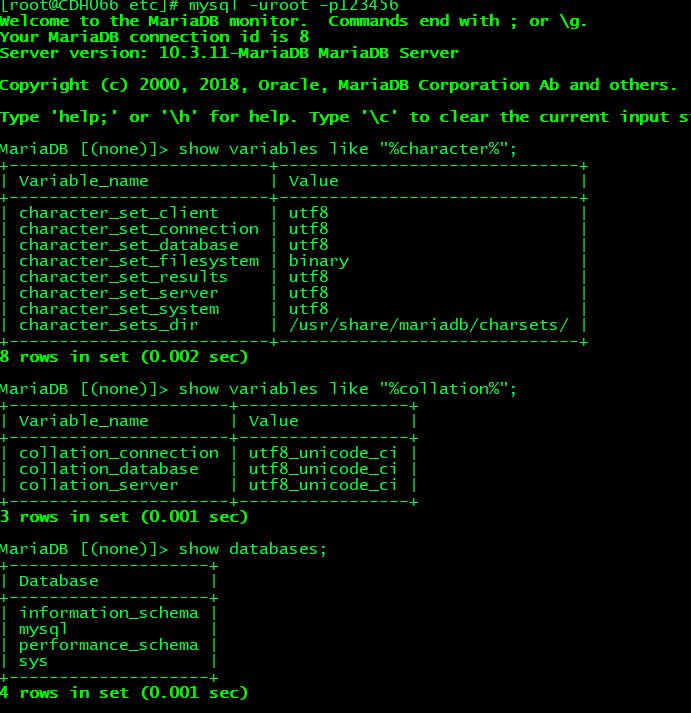 [root@CDH066 etc]# mysql -uroot -p123456
Welcome to the MariaDB monitor.  Commands end with ; or \g.
Your MariaDB connection id is 8
Server version: 10.3.11-MariaDB MariaDB Server

Copyright (c) 2000, 2018, Oracle, MariaDB Corporation Ab and others.

Type 'help;' or '\h' for help. Type '\c' to clear the current input

MariaDB [(none)]> show variables like "%character%";
+--------------------------+------------------------------+
| Variable_name            | Value                        |
+--------------------------+------------------------------+
| character_set_client     | utf8                         |
| character_set_connection | utf8                         |
| character_set_database   | utf8                         |
| character_set_filesystem | binary                       |
| character_set_results    | utf8                         |
| character_set_server     | utf8                         |
| character_set_system     | utf8                         |
| character_sets_dir       | /usr/share/mariadb/charsets/ |
+--------------------------+------------------------------+
8 rows in set (0.002 sec)

MariaDB [(none)]> show variables like "%collation%";
+----------------------+-----------------+
| Variable_name        | Value           |
+----------------------+-----------------+
| collation_connection | utf8_unicode_ci |
| collation_database   | utf8_unicode_ci |
| collation_server     | utf8_unicode_ci |
+----------------------+-----------------+
3 rows in set (0.001 sec)

MariaDB [(none)]> show databases;
+--------------------+
| Database           |
+--------------------+
| information_schema |
| mysql              |
| performance_schema |
| sys                |
+--------------------+
4 rows in set (0.001 sec)